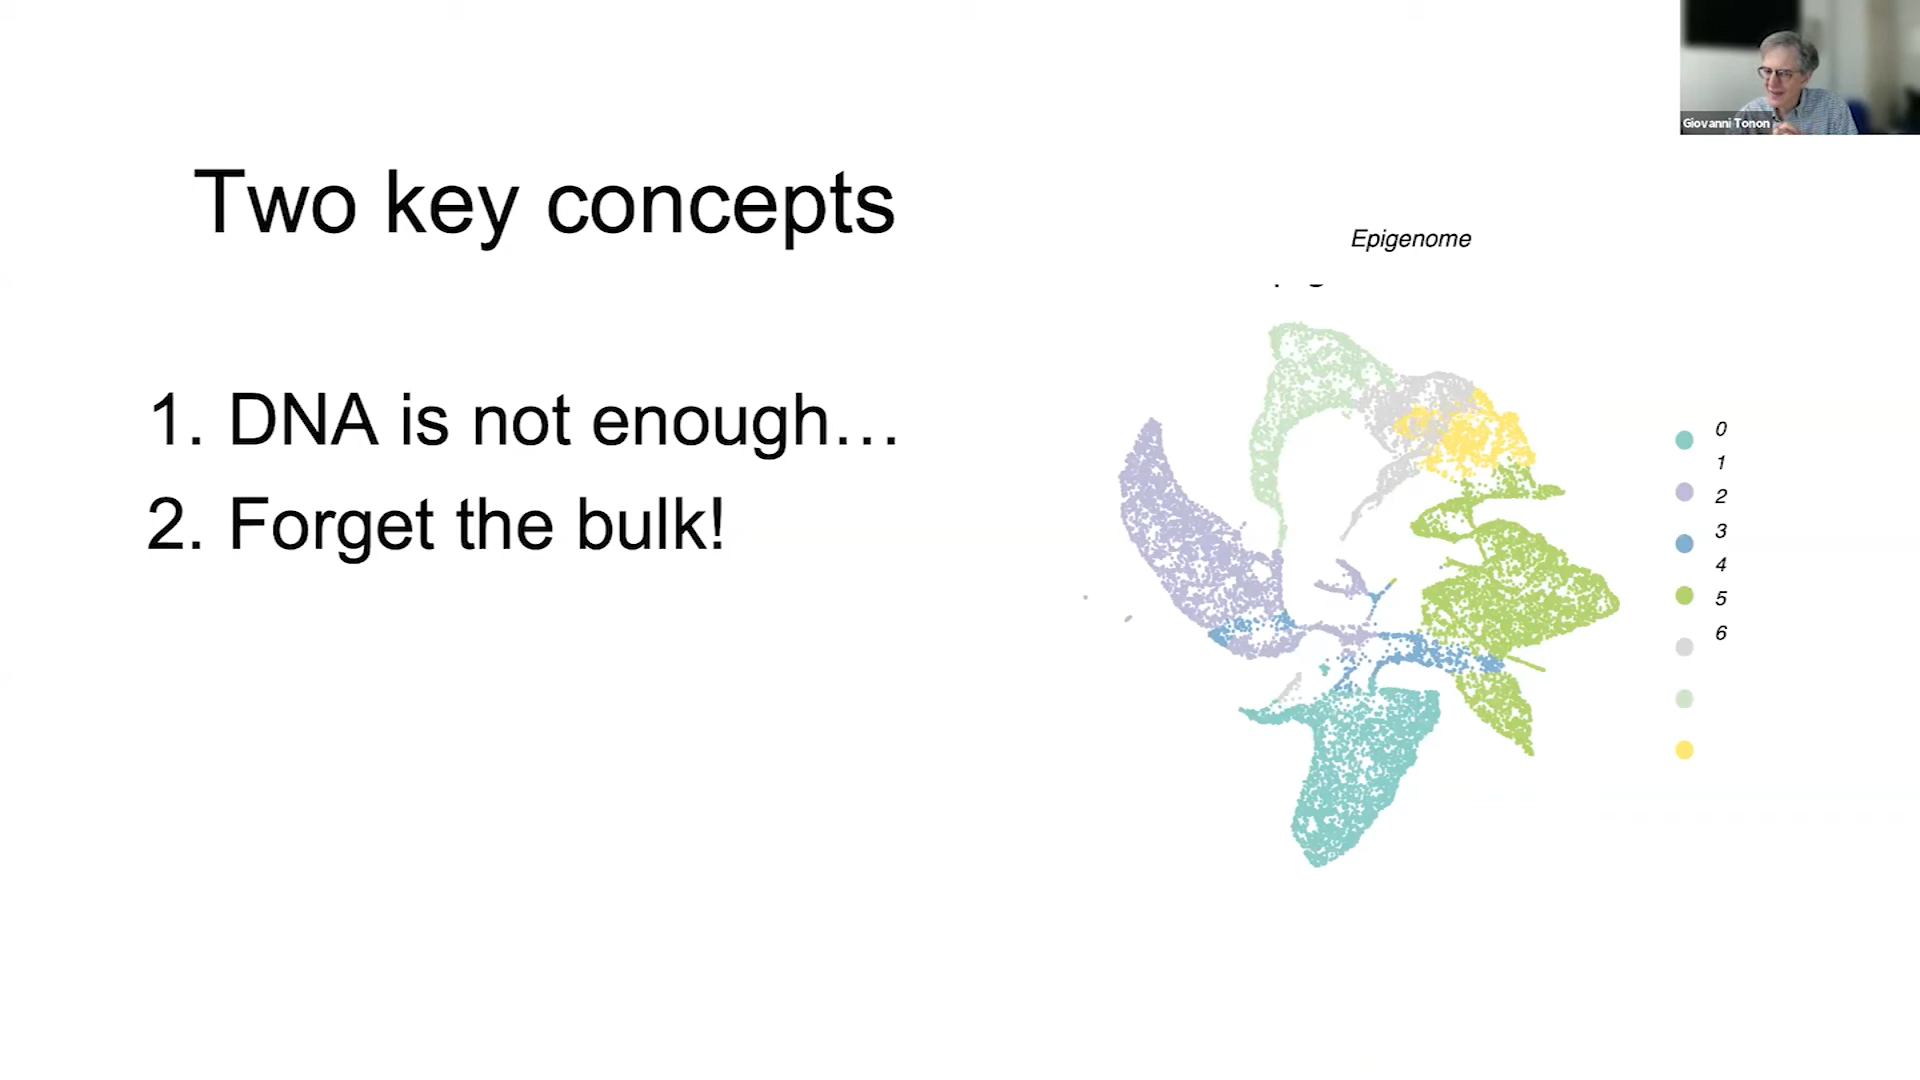 Giovanni Tonon
Two key concepts
Epigenome
1. DNA is not enough…
2. Forget the bulk!
0
1
2
3
4
5
6